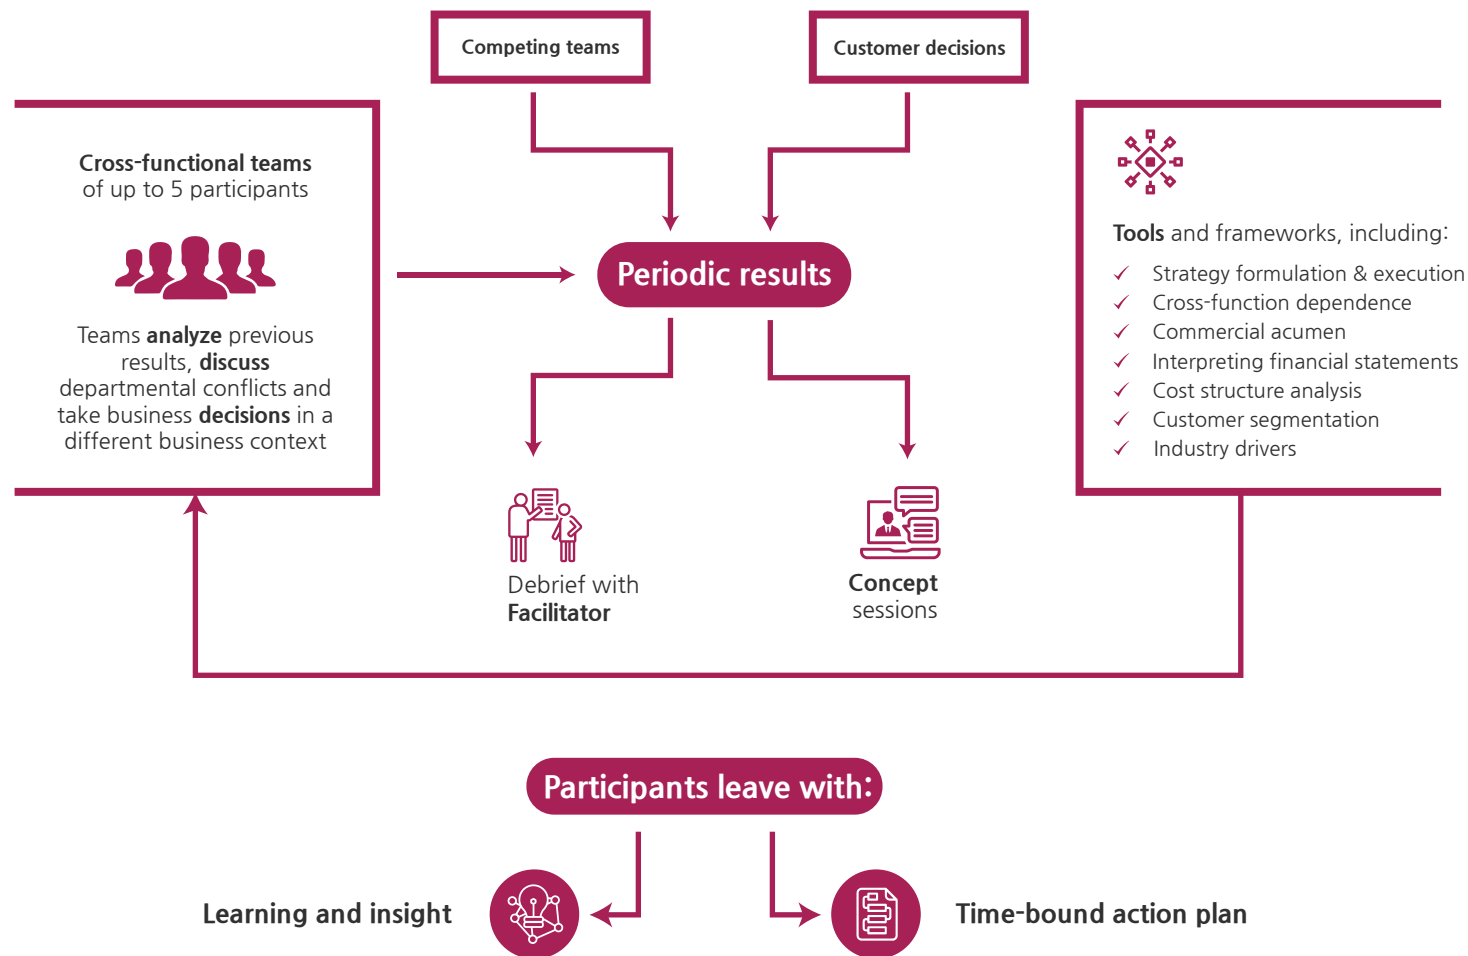 Competing teams
Customer decisions
Cross-functional teams
of up to 5 participants
Teams analyze previous
results, discuss
departmental conflicts and
take business decisions in a
different business context
Periodic results
Tools and frameworks, including:
Strategy formulation & execution
Cross-function dependence
Commercial acumen
Interpreting financial statements
Cost structure analysis
Customer segmentation
Industry drivers
Debrief with
Facilitator
Concept
sessions
Participants leave with:
Learning and insight
Time-bound action plan